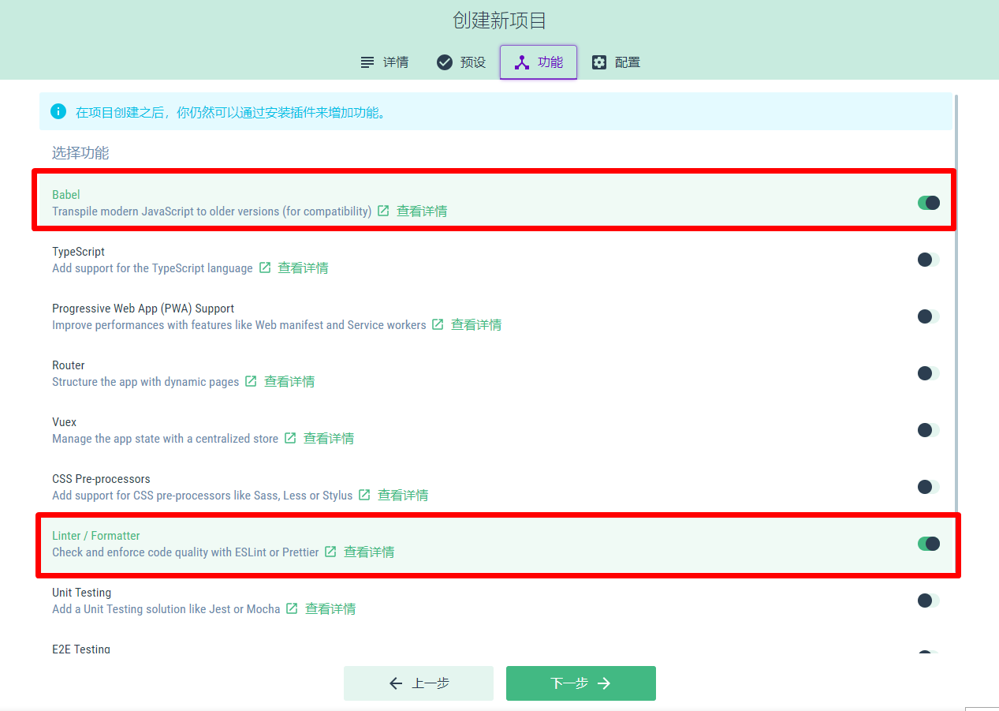 创建新项目
详情 预设 功能 配置
在项目创建之后，你仍然可以通过安装插件来增加功能。
选择功能
Babel
Transpile modern JavaScript to older versions (for compatibility) 查看详情
TypeScript
Add support for the TypeScript language 查看详情
Progressive Web App (PWA) Support
Improve performances with features like Web manifest and Service workers 查看详情
Router
Structure the app with dynamic pages 查看详情
Vuex
Manage the app state with a centralized store 查看详情
CSS Pre-processors
Add support for CSS pre-processors like Sass, Less or Stylus 查看详情
Linter / Formatter
Check and enforce code quality with ESLint or Prettier 查看详情
Unit Testing
Add a Unit Testing solution like Jest or Mocha 查看详情
E2E Testing
上一步 下一步